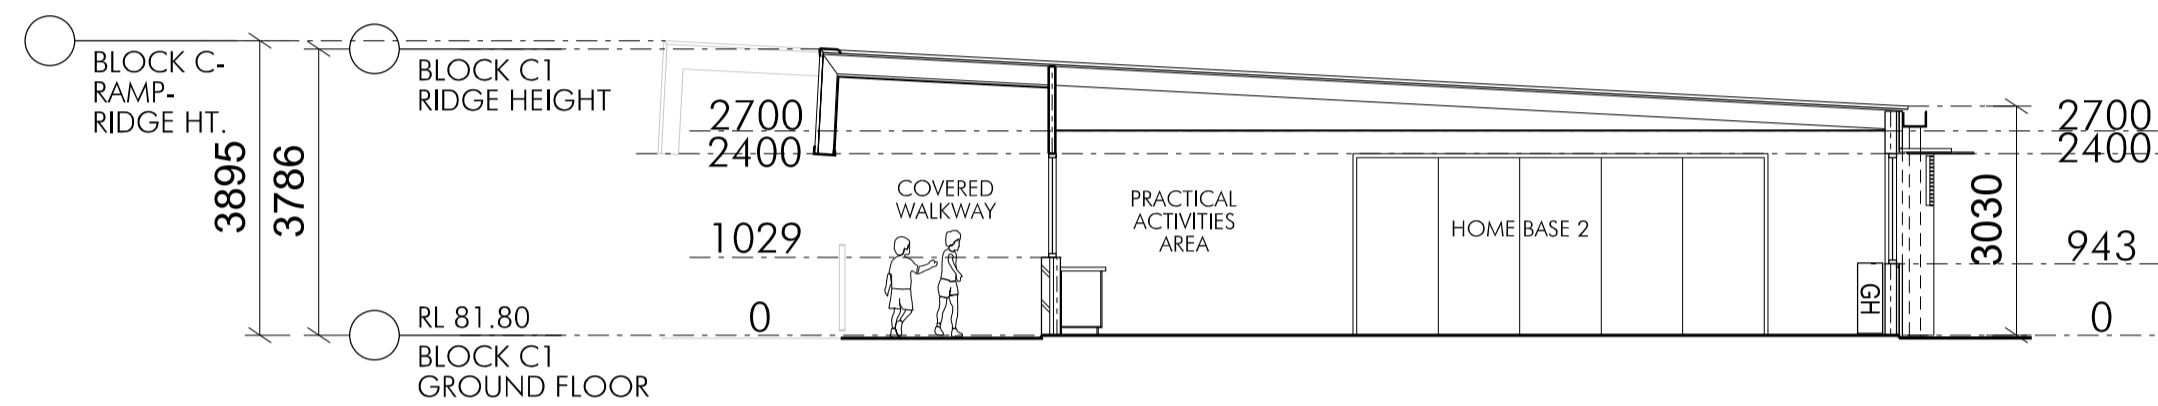 BLOCK C-
RAMP-
RIDGE HT.
3895
3786
BLOCK C1
RIDGE HEIGHT
RL 81.80
BLOCK C1
GROUND FLOOR
2700
2400
1029
0
COVERED
WALKWAY
PRACTICAL
ACTIVITIES
AREA
HOME BASE 2
GH
3030
2700
2400
943
0